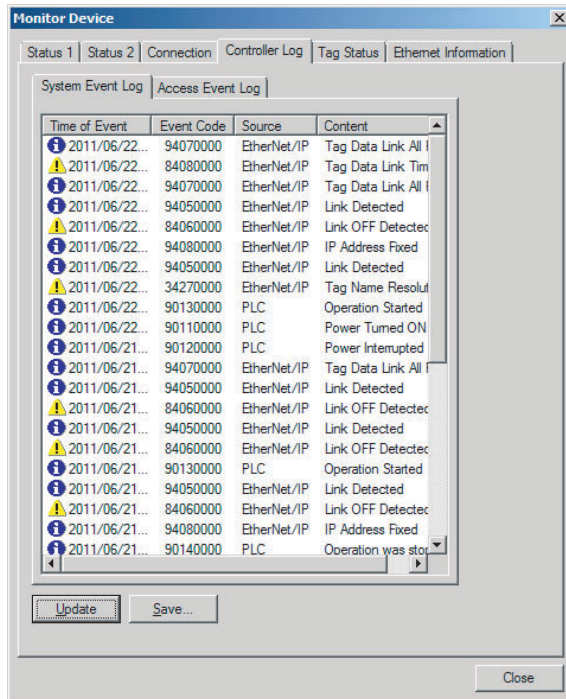 Monitor Device
Status 1 Status 2 Connection Controller Log Tag Status Ethernet Information
System Event Log Access Event Log
Time of Event Event Code Source Content
2011/06/22... 94070000 EtherNet/IP Tag Data Link All
2011/06/22... 84080000 EtherNet/IP Tag Data Link Tim
2011/06/22... 94070000 EtherNet/IP Tag Data Link All
2011/06/22... 94050000 EtherNet/IP Link Detected
2011/06/22... 84060000 EtherNet/IP Link OFF Detected
2011/06/22... 94080000 EtherNet/IP IP Address Fixed
2011/06/22... 94050000 EtherNet/IP Link Detected
2011/06/22... 34270000 EtherNet/IP Tag Name Resolut
2011/06/22... 90130000 PLC Operation Started
2011/06/22... 90110000 PLC Power Turned ON
2011/06/21... 90120000 PLC Power Interrupted
2011/06/21... 94070000 EtherNet/IP Tag Data Link All
2011/06/21... 94050000 EtherNet/IP Link Detected
2011/06/21... 84060000 EtherNet/IP Link OFF Detected
2011/06/21... 94050000 EtherNet/IP Link Detected
2011/06/21... 84060000 EtherNet/IP Link OFF Detected
2011/06/21... 90130000 PLC Operation Started
2011/06/21... 94050000 EtherNet/IP Link Detected
2011/06/21... 84060000 EtherNet/IP Link OFF Detected
2011/06/21... 94080000 EtherNet/IP IP Address Fixed
2011/06/21... 90140000 PLC Operation was stop
Update Save...
Close